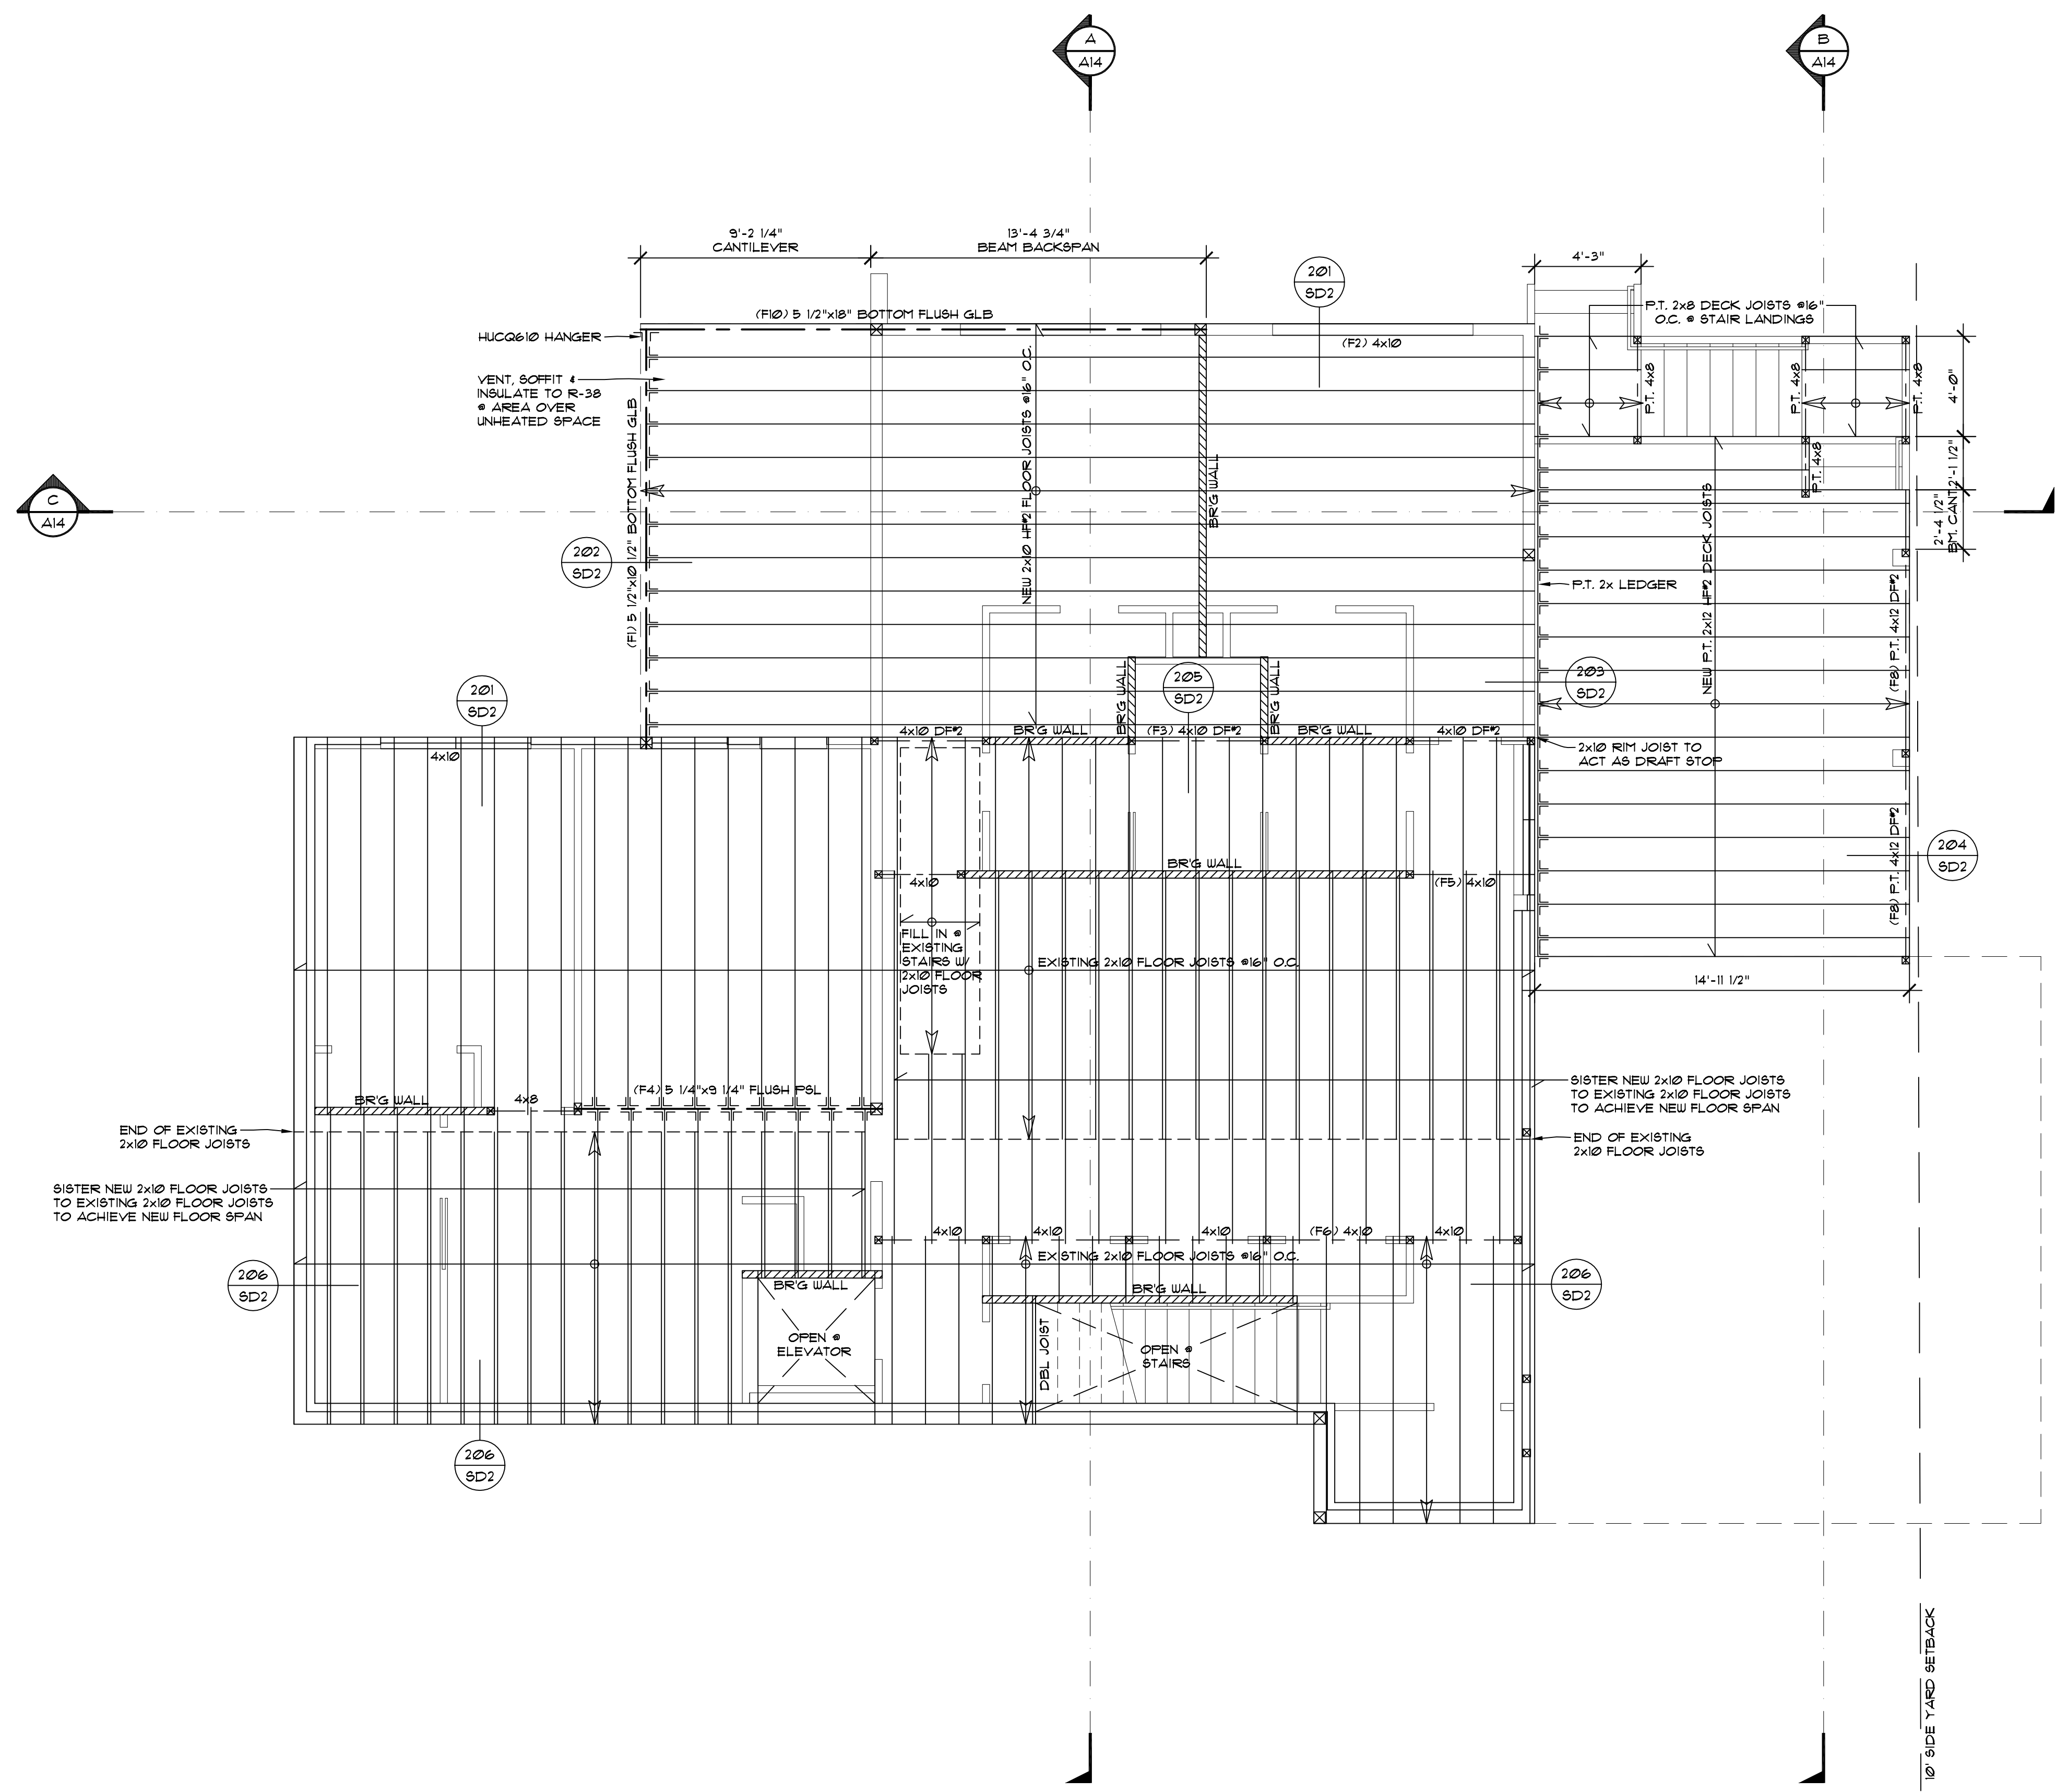 A
A14
B
A14
9'-2 1/4"
CANTILEVER
13'-4 3/4"
BEAM BACKSPAN
201
SD2
4'-3"
(F10) 5 1/2"x18" BOTTOM FLUSH GLB
P.T. 2x8 DECK JOISTS @16"
O.C. @ STAIR LANDINGS
HUCQ610 HANGER
(F2) 4x10
VENT, SOFFIT &
INSULATE TO R-38
@ AREA OVER
UNHEATED SPACE
(F1) 5 1/2"x10 1/2" BOTTOM FLUSH GLB
NEW 2x10 HF#2 FLOOR JOISTS @16" O.C.
BR'G WALL
P.T. 4x8
P.T. 4x8
P.T. 4x8
4'-0"
P.T. 4x8
2'-1 1/2"
2'-4 1/2"
BM. CANT.
C
A14
202
SD2
P.T. 2x LEDGER
NEW P.T. 2x12 HF#2 DECK JOISTS
(F8) P.T. 4x12 DF#2
201
SD2
BR'G WALL
205
SD2
BR'G WALL
203
SD2
4x10
4x10 DF#2
BR'G WALL
(F3) 4x10 DF#2
BR'G WALL
4x10 DF#2
2x10 RIM JOIST TO
ACT AS DRAFT STOP
204
SD2
(F8) P.T. 4x12 DF#2
BR'G WALL
4x10
(F5) 4x10
FILL IN @
EXISTING
STAIRS W/
2x10 FLOOR
JOISTS
EXISTING 2x10 FLOOR JOISTS @16" O.C.
14'-11 1/2"
BR'G WALL
4x8
(F4) 5 1/4"x9 1/4" FLUSH PSL
SISTER NEW 2x10 FLOOR JOISTS
TO EXISTING 2x10 FLOOR JOISTS
TO ACHIEVE NEW FLOOR SPAN
END OF EXISTING
2x10 FLOOR JOISTS
END OF EXISTING
2x10 FLOOR JOISTS
SISTER NEW 2x10 FLOOR JOISTS
TO EXISTING 2x10 FLOOR JOISTS
TO ACHIEVE NEW FLOOR SPAN
4x10
4x10
4x10
(F6) 4x10
4x10
EXISTING 2x10 FLOOR JOISTS @16" O.C.
206
SD2
BR'G WALL
BR'G WALL
206
SD2
OPEN @
ELEVATOR
DBL JOIST
OPEN @
STAIRS
206
SD2
10' SIDE YARD SETBACK